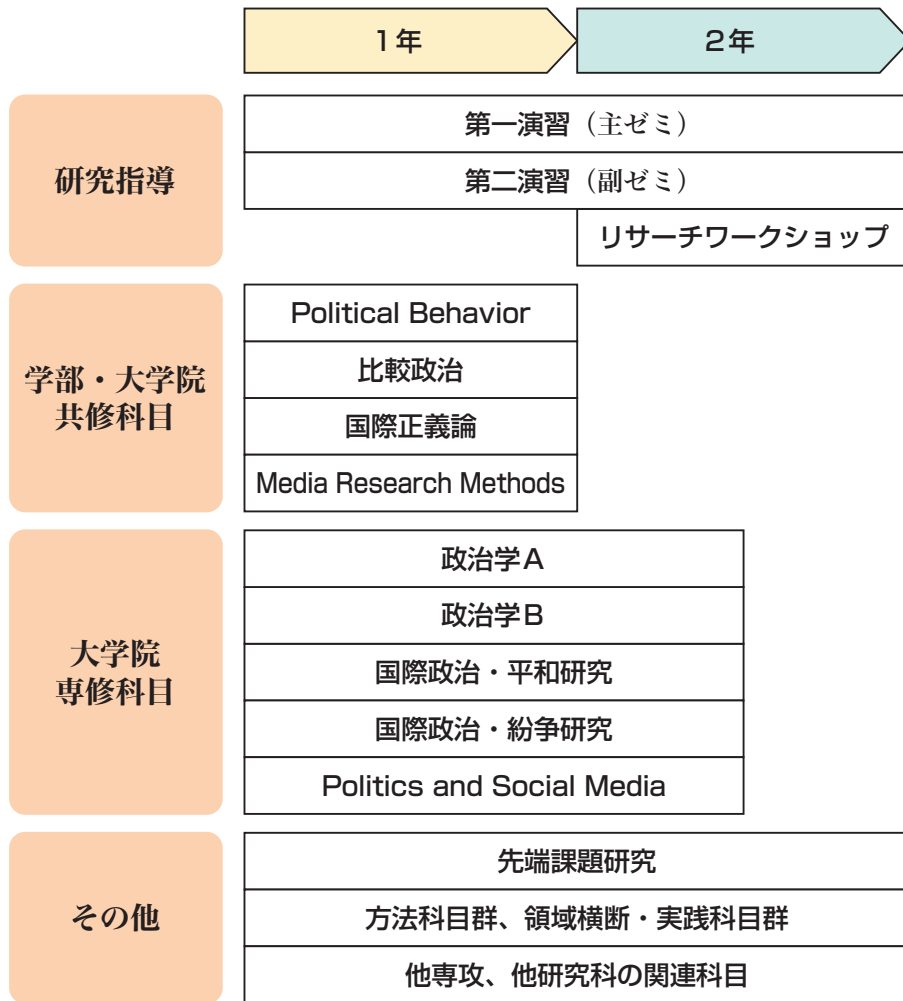 1年
2年
研究指導
第一演習（主ゼミ）
第二演習（副ゼミ）
リサーチワークショップ
学部・大学院
共修科目
Political Behavior
比較政治
国際正義論
Media Research Methods
大学院
専修科目
政治学A
政治学B
国際政治・平和研究
国際政治・紛争研究
Politics and Social Media
その他
先端課題研究
方法科目群、領域横断・実践科目群
他専攻、他研究科の関連科目